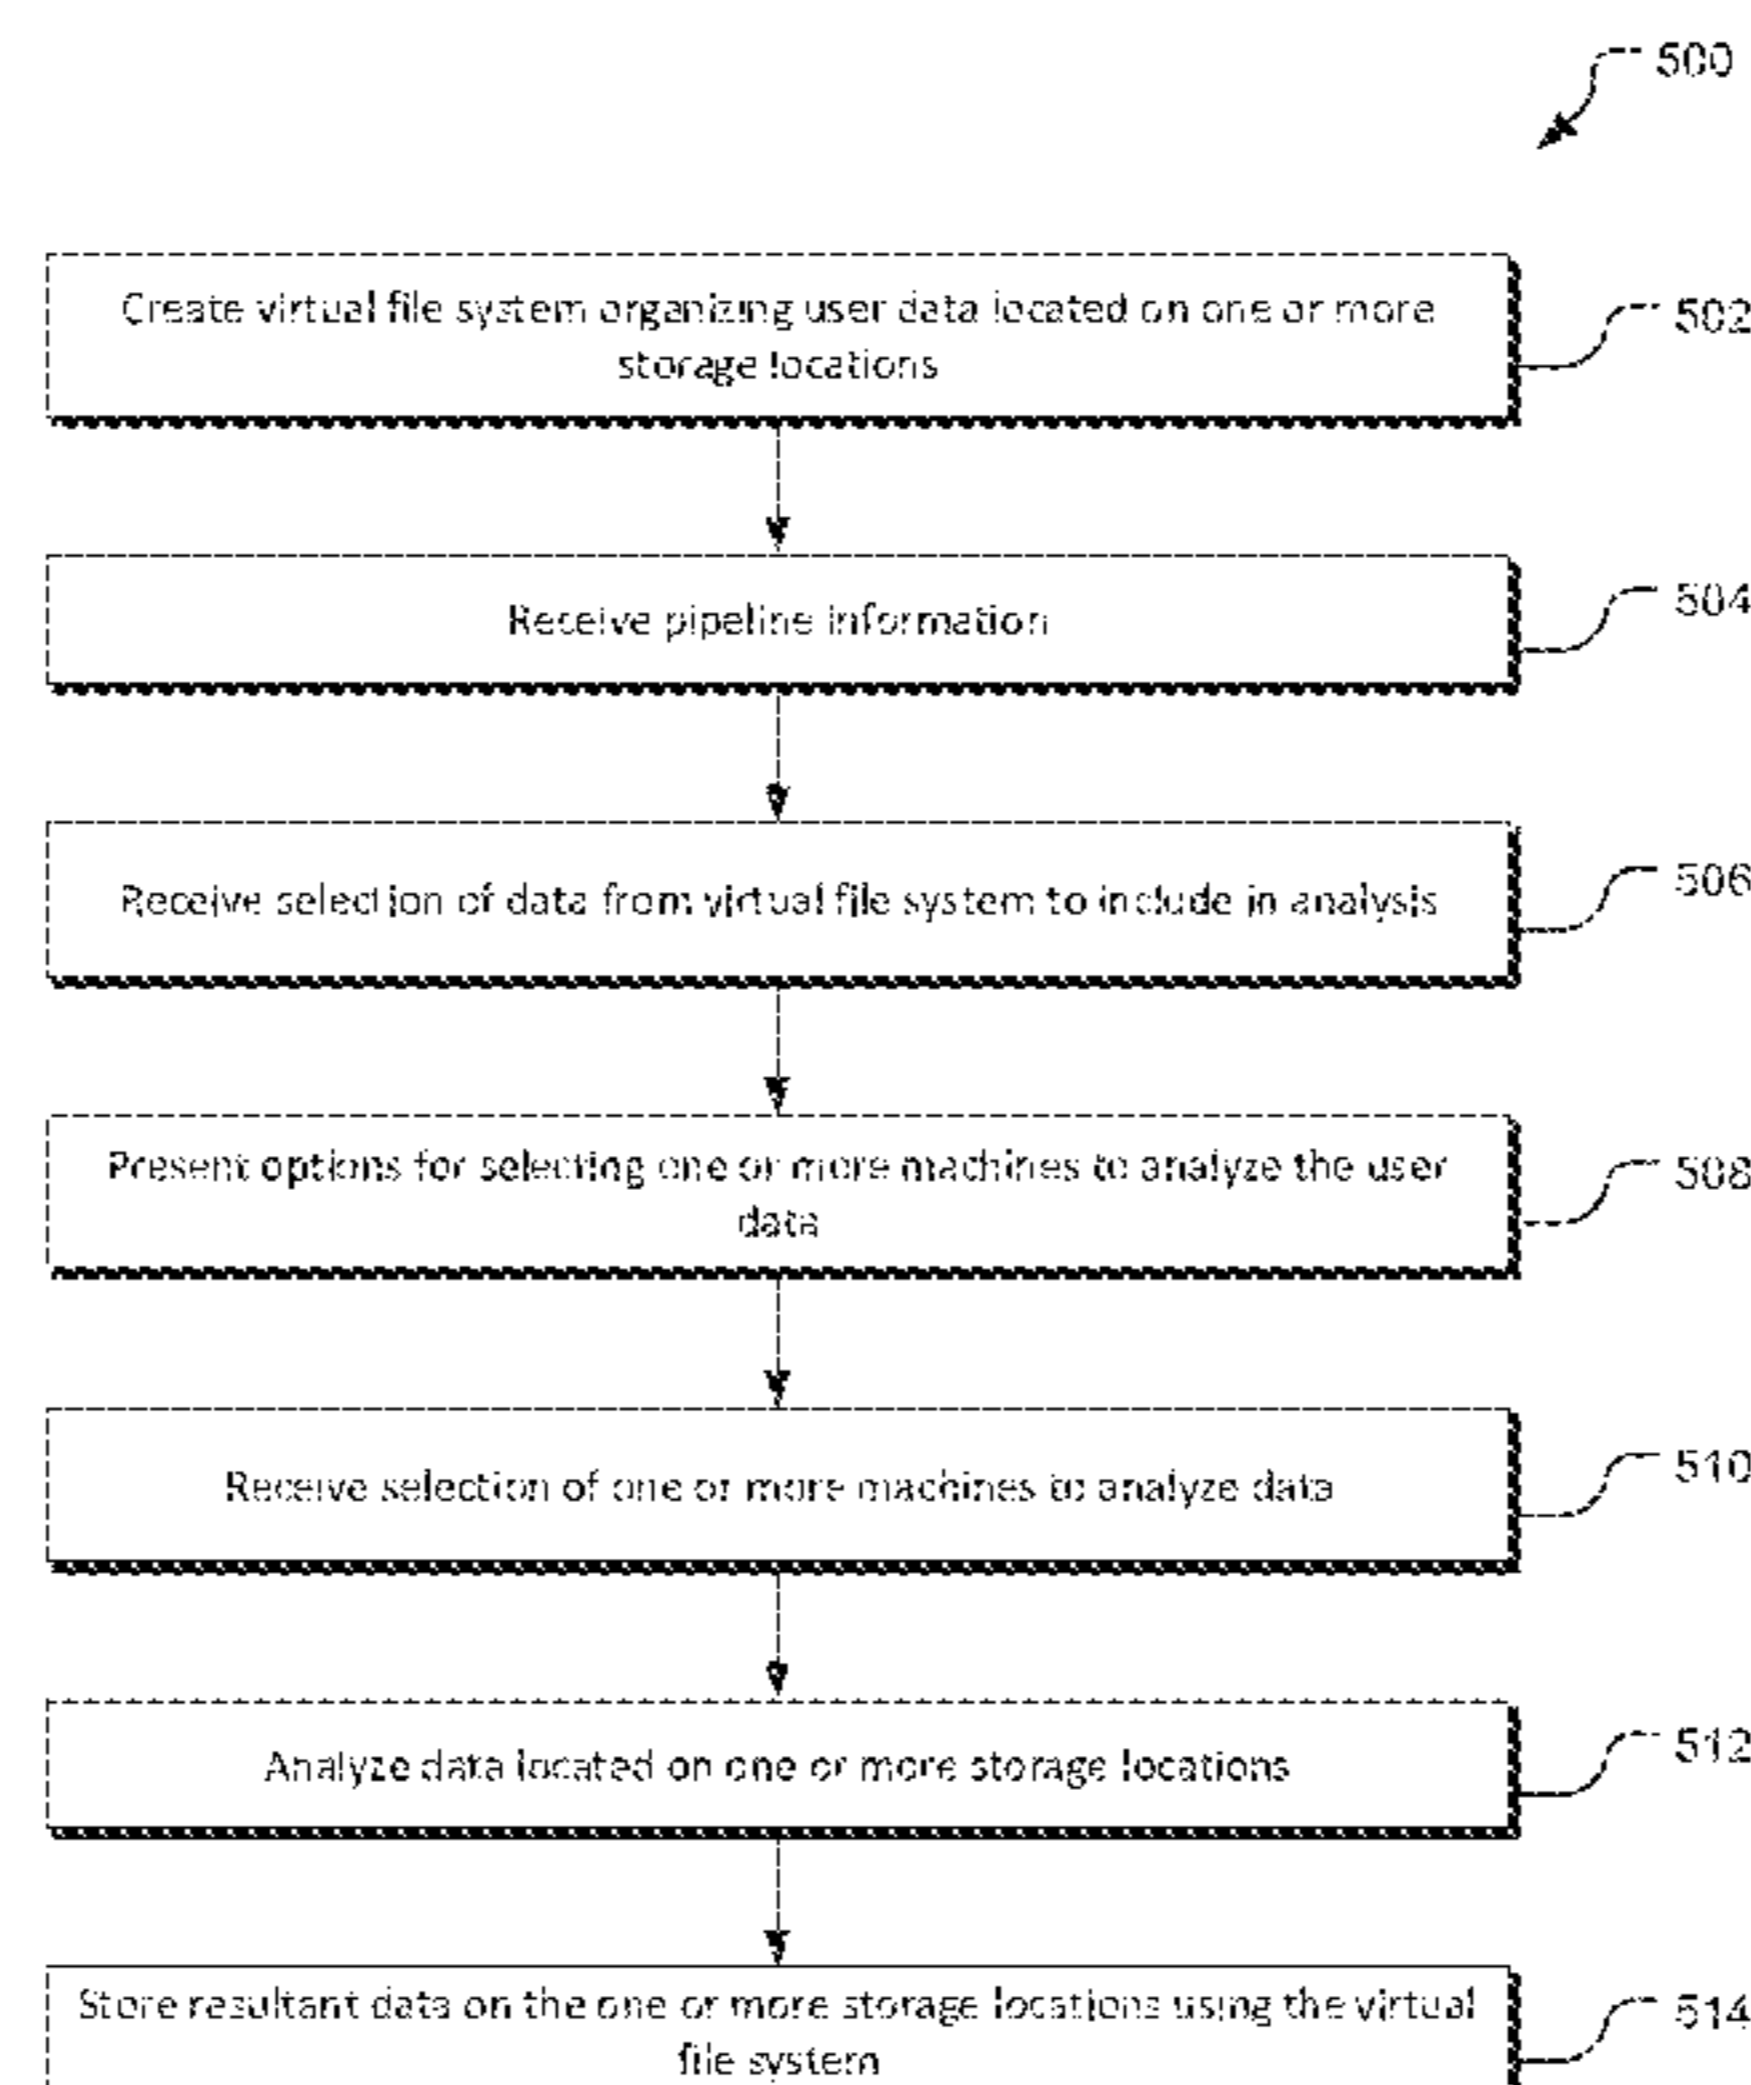 500
Create virtual file system organizing user data located on one or more
storage locations
502
Receive pipeline information
504
Receive selection of data from virtual file system to include in analysis
506
Present options for selecting one or more machines to analyze the user
data
508
Receive selection of one or more machines to analyze data
510
Analyze data located on one or more storage locations
512
Store resultant data on the one or more storage locations using the virtual
file system
514